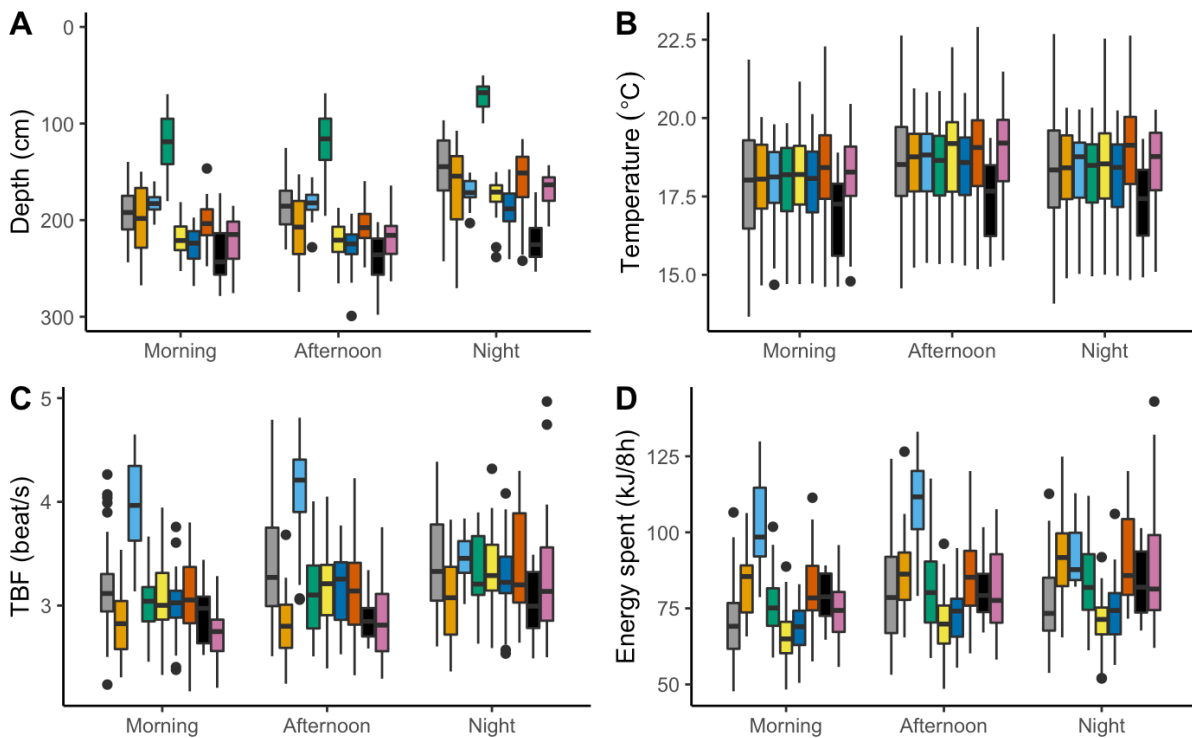 A
Depth (cm)
0
100
200
300
Morning
Afternoon
Night
B
Temperature (°C)
22.5
20.0
17.5
15.0
Morning
Afternoon
Night
C
TBF (beat/s)
5
4
3
Morning
Afternoon
Night
D
Energy spent (kJ/8h)
125
100
75
50
Morning
Afternoon
Night